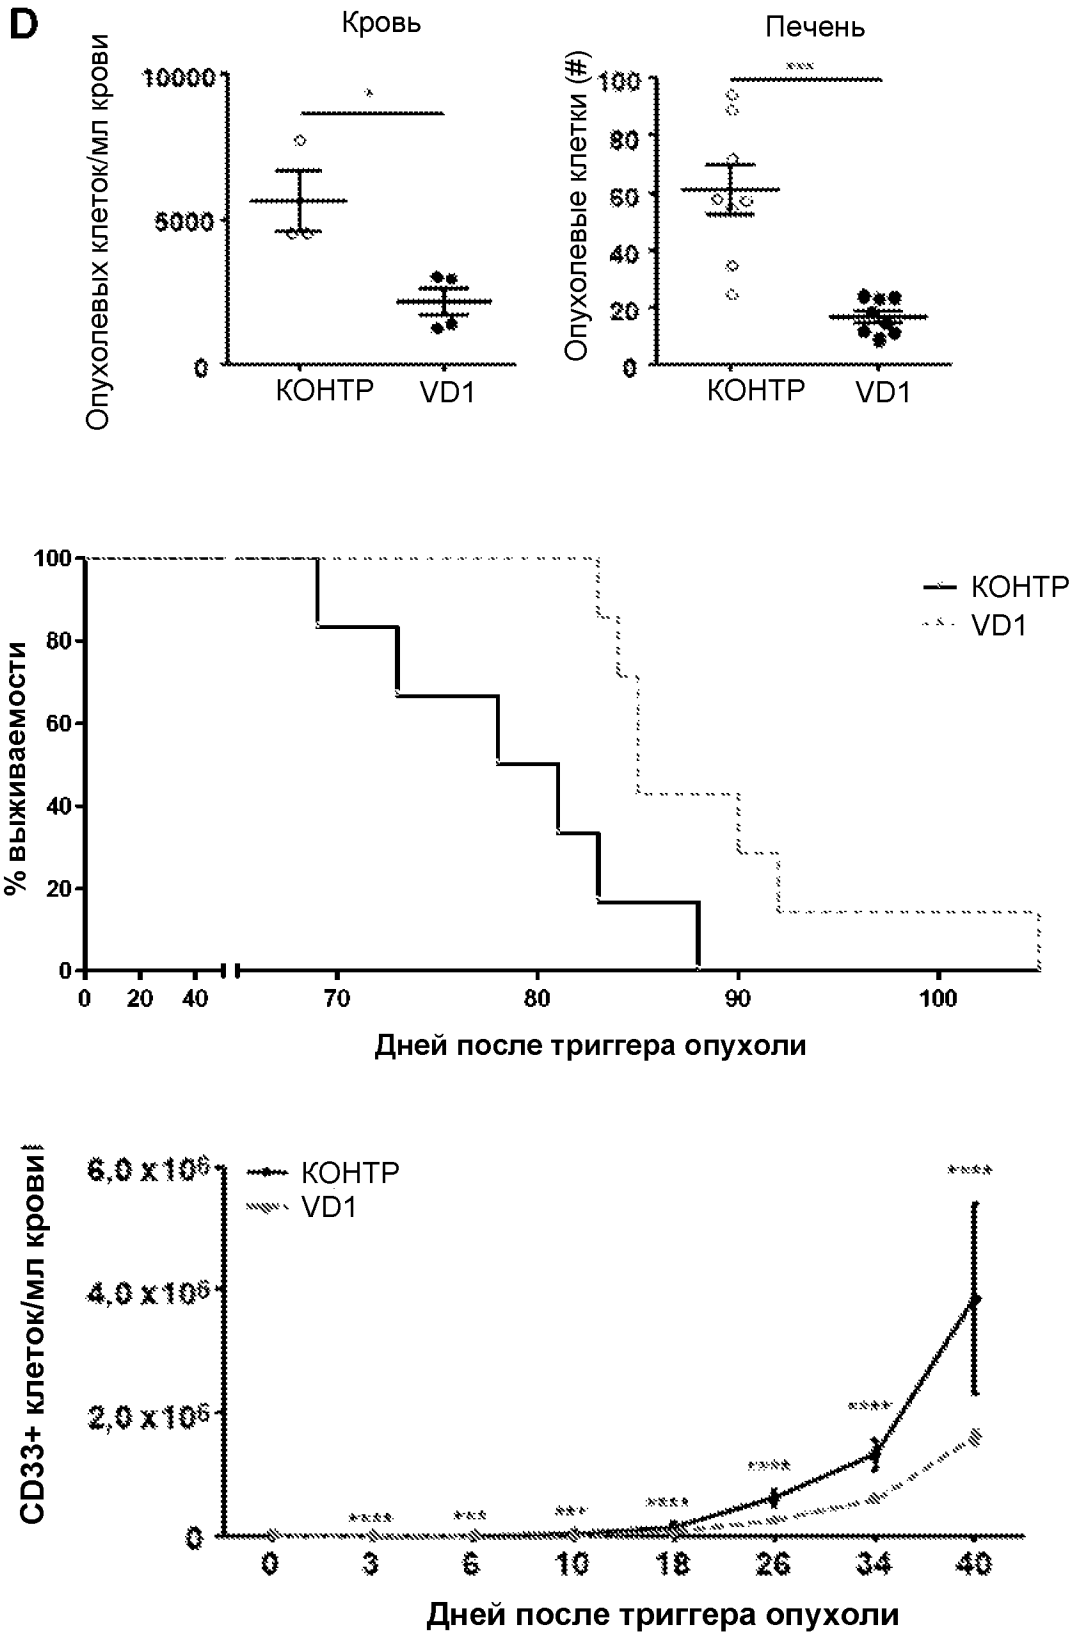 D
Кровь
Опухолевых клеток/мл крови
10000
5000
0
*
КОНТР
VD1
Печень
Опухолевые клетки (#)
100
80
60
40
20
0
***
КОНТР
VD1
% выживаемости
100
80
60
40
20
0
КОНТР
VD1
0 20 40 70 80 90 100
Дней после триггера опухоли
CD33+ клеток/мл крови
6,0 x10⁶
4,0 x10⁶
2,0 x10⁶
0
КОНТР
VD1
**** *** *** **** **** **** ****
0 3 6 10 18 26 34 40
Дней после триггера опухоли